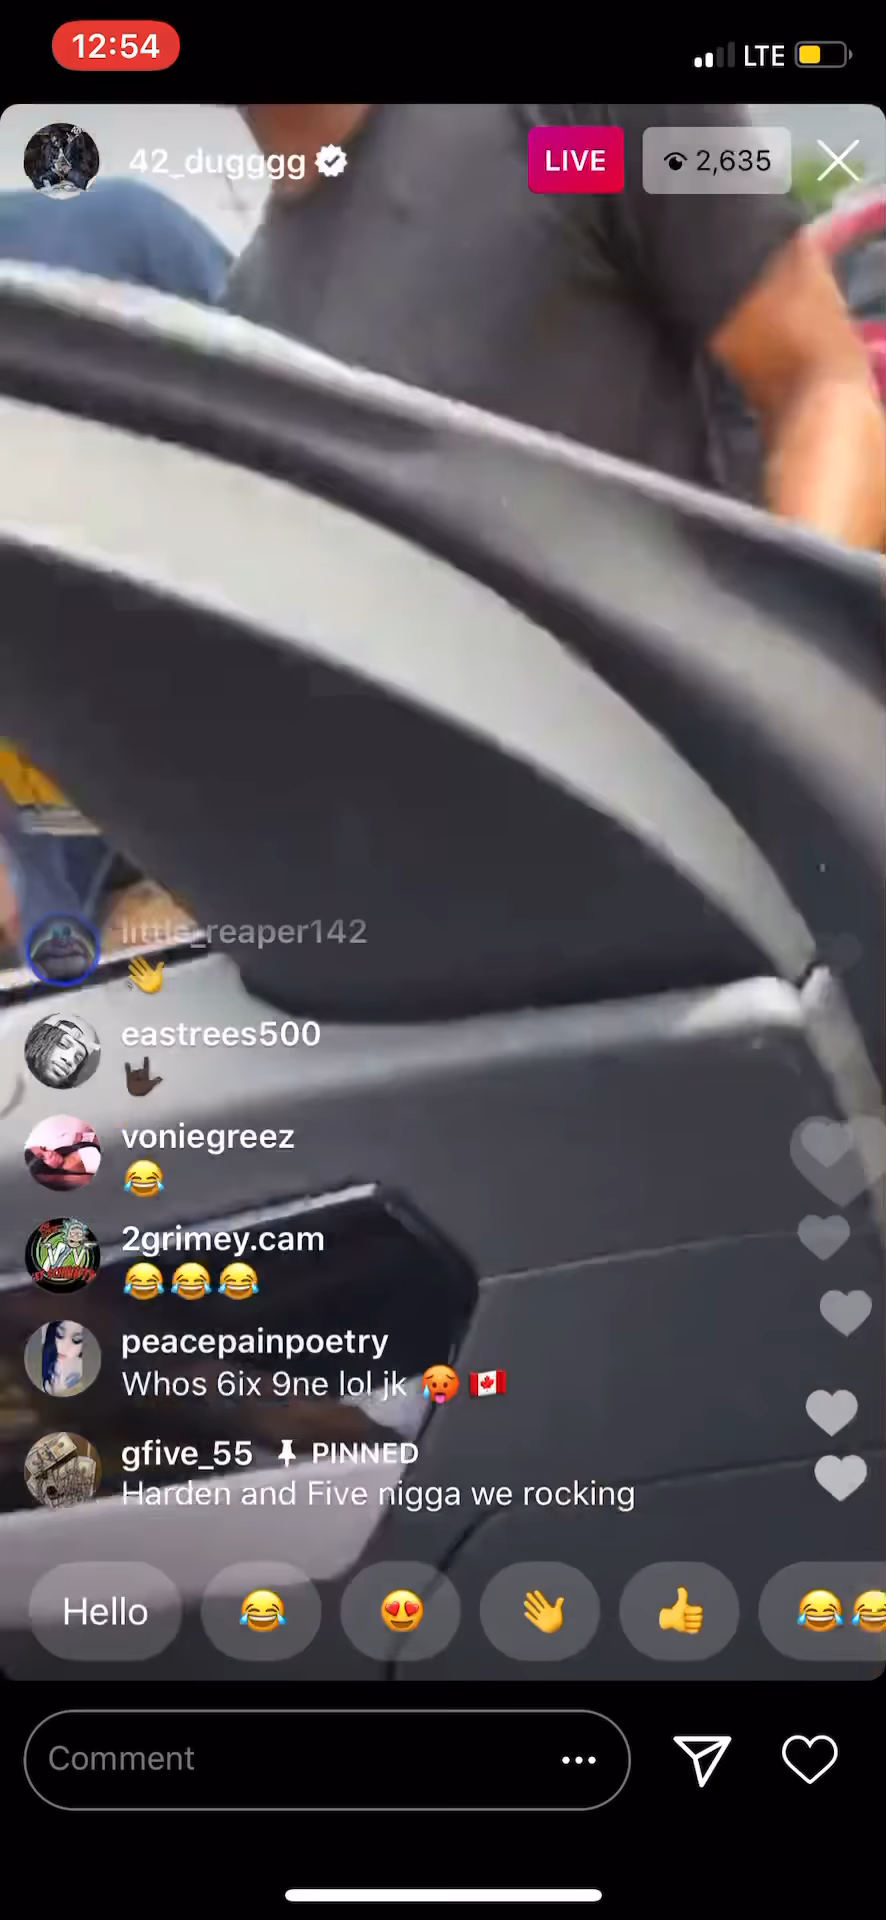 12:54
LTE
42_dugggg
LIVE
2,635
little_reaper142
👋
eastrees500
🤟🏿
voniegreez
😂
2grimey.cam
😂😂😂
peacepainpoetry
Whos 6ix 9ne lol jk 🥵🇨🇦
gfive_55 PINNED
Harden and Five nigga we rocking
Hello 😂 😍 👋 👍 😂😂
Comment